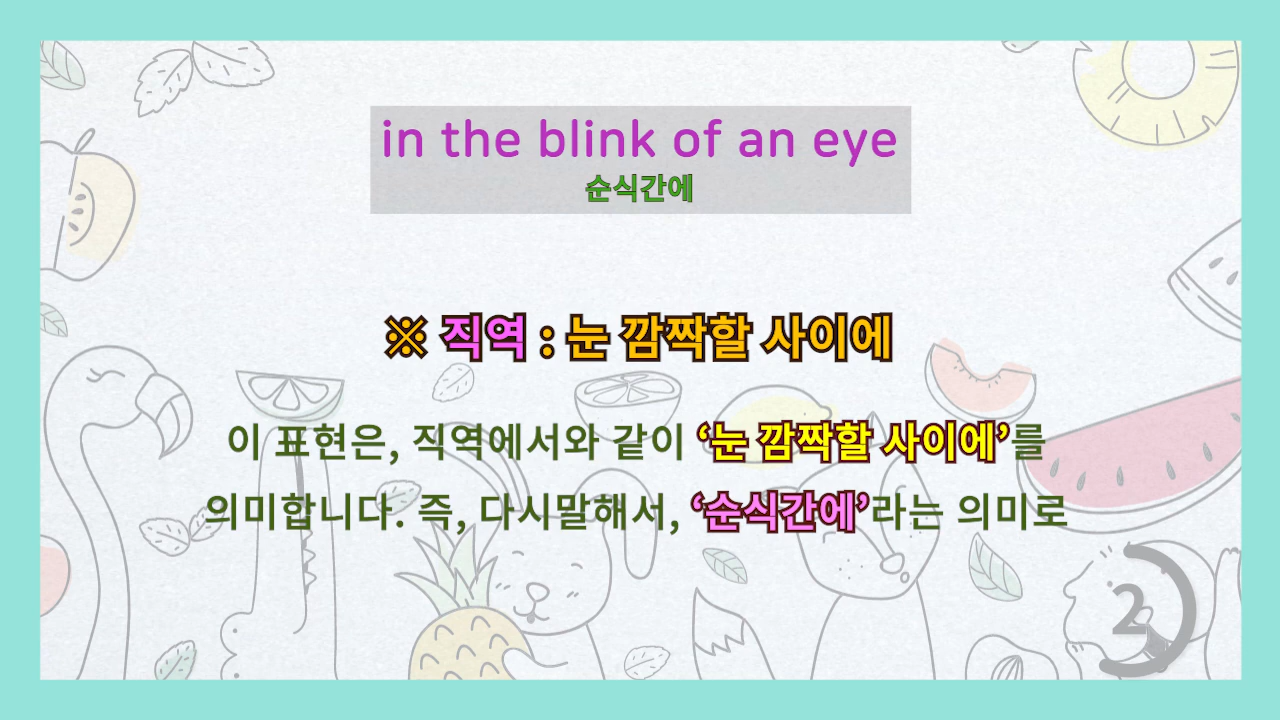 in the blink of an eye
순식간에
※ 직역 : 눈 깜짝할 사이에
이 표현은, 직역에서와 같이 ‘눈 깜짝할 사이에’를
의미합니다. 즉, 다시말해서, ‘순식간에’라는 의미로
2